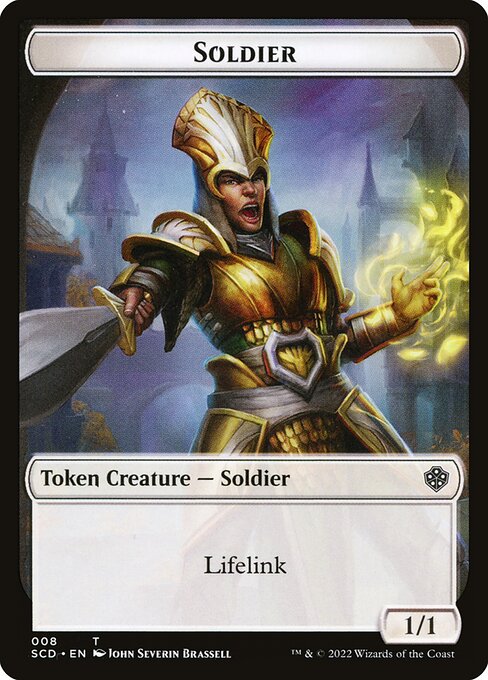 SOLDIER
Token Creature — Soldier
Lifelink
1/1
008 T
SCD • EN John Severin Brassell
™ & © 2022 Wizards of the Coast